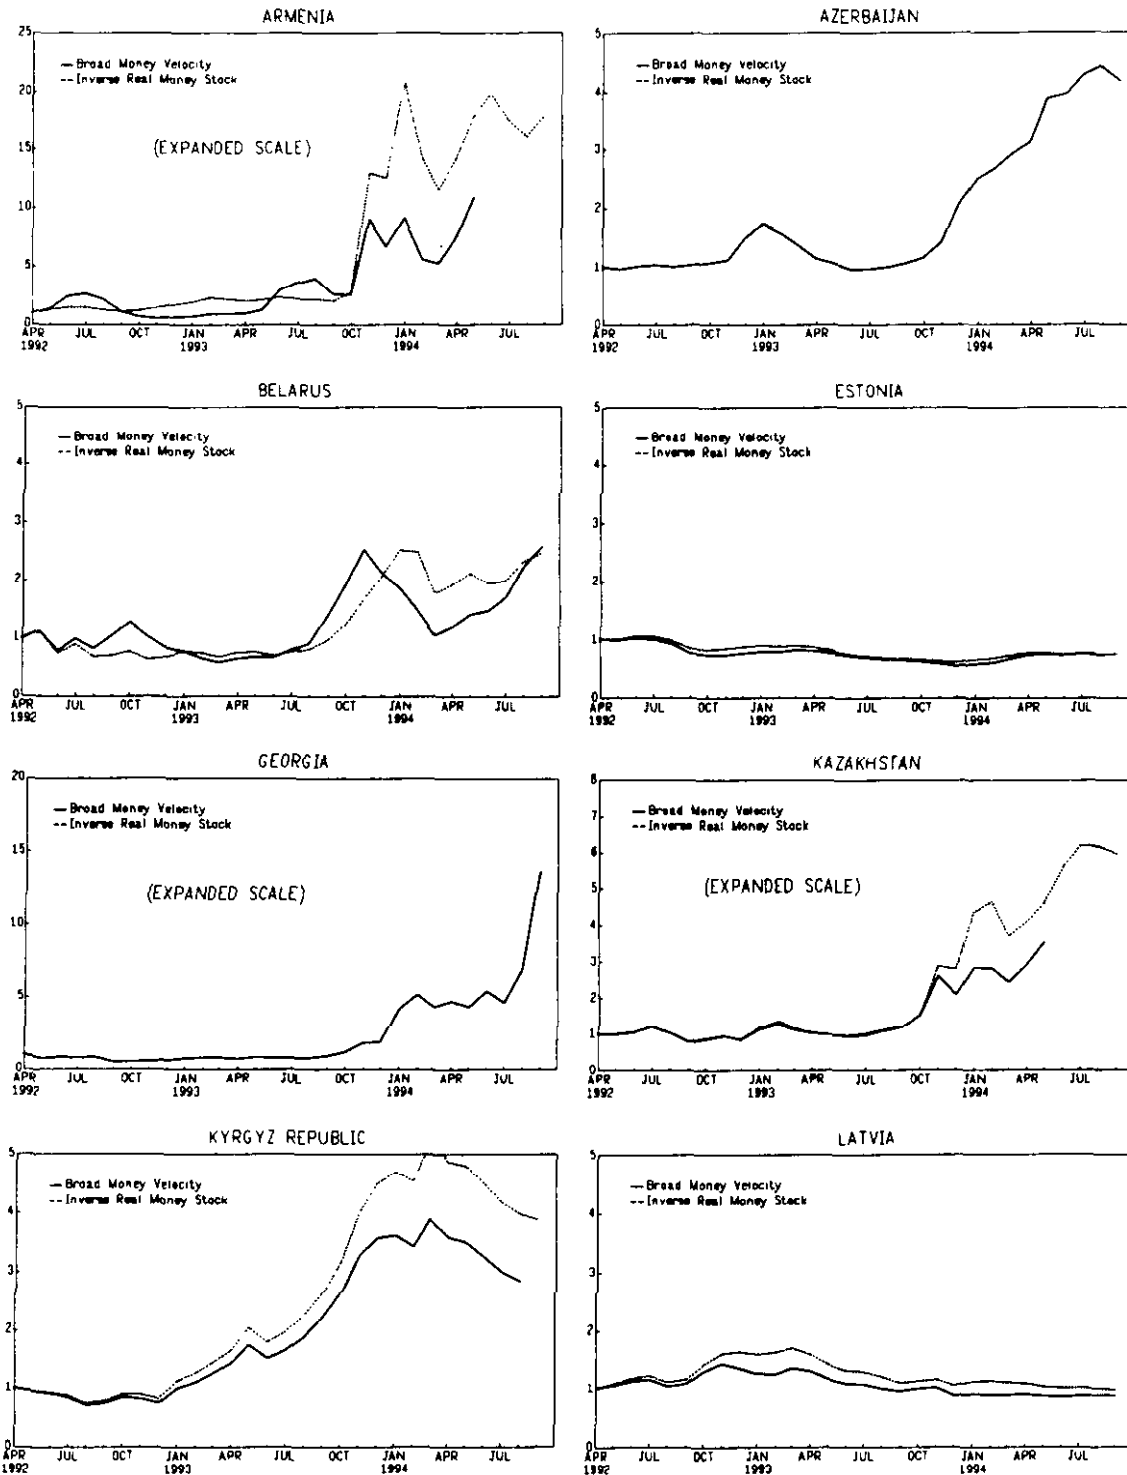 ARMENIA
25
20
15
10
5
0
— Broad Money Velocity
--- Inverse Real Money Stock
(EXPANDED SCALE)
APR JUL OCT JAN APR JUL OCT JAN APR JUL
1992 1993 1994
AZERBAIJAN
5
4
3
2
1
0
— Broad Money Velocity
--- Inverse Real Money Stock
APR JUL OCT JAN APR JUL OCT JAN APR JUL
1992 1993 1994
BELARUS
5
4
3
2
1
0
— Broad Money Velocity
--- Inverse Real Money Stock
APR JUL OCT JAN APR JUL OCT JAN APR JUL
1992 1993 1994
ESTONIA
5
4
3
2
1
0
— Broad Money Velocity
--- Inverse Real Money Stock
APR JUL OCT JAN APR JUL OCT JAN APR JUL
1992 1993 1994
GEORGIA
20
15
10
5
0
— Broad Money Velocity
--- Inverse Real Money Stock
(EXPANDED SCALE)
APR JUL OCT JAN APR JUL OCT JAN APR JUL
1992 1993 1994
KAZAKHSTAN
8
7
6
5
4
3
2
1
0
— Broad Money Velocity
--- Inverse Real Money Stock
(EXPANDED SCALE)
APR JUL OCT JAN APR JUL OCT JAN APR JUL
1992 1993 1994
KYRGYZ REPUBLIC
5
4
3
2
1
0
— Broad Money Velocity
--- Inverse Real Money Stock
APR JUL OCT JAN APR JUL OCT JAN APR JUL
1992 1993 1994
LATVIA
5
4
3
2
1
0
— Broad Money Velocity
--- Inverse Real Money Stock
APR JUL OCT JAN APR JUL OCT JAN APR JUL
1992 1993 1994